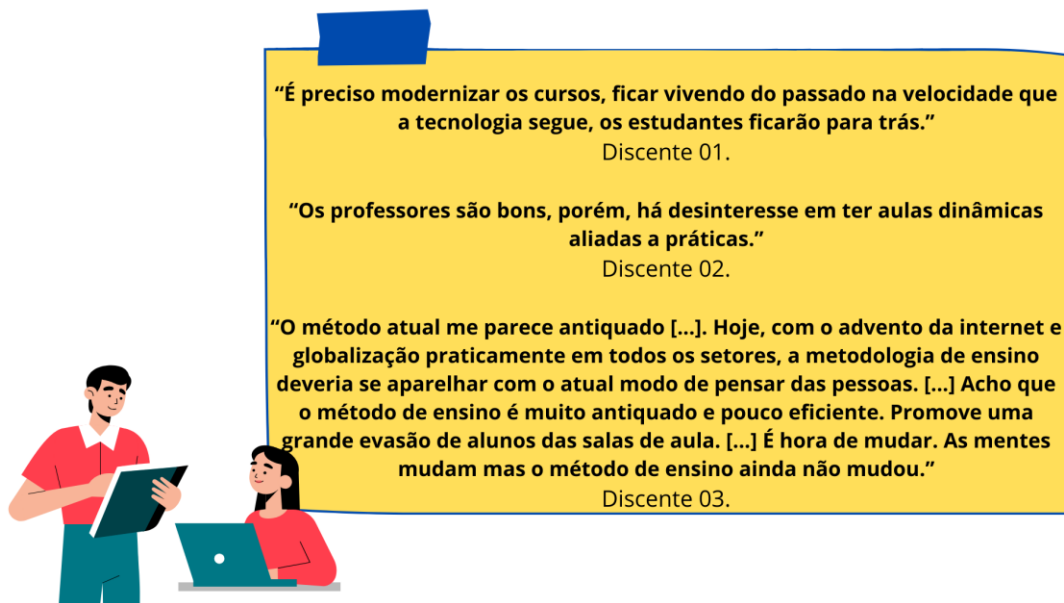 “É preciso modernizar os cursos, ficar vivendo do passado na velocidade que
a tecnologia segue, os estudantes ficarão para trás.”
Discente 01.
“Os professores são bons, porém, há desinteresse em ter aulas dinâmicas
aliadas a práticas.”
Discente 02.
“O método atual me parece antiquado [...]. Hoje, com o advento da internet e
globalização praticamente em todos os setores, a metodologia de ensino
deveria se aparelhar com o atual modo de pensar das pessoas. [...] Acho que
o método de ensino é muito antiquado e pouco eficiente. Promove uma
grande evasão de alunos das salas de aula. [...] É hora de mudar. As mentes
mudam mas o método de ensino ainda não mudou.”
Discente 03.